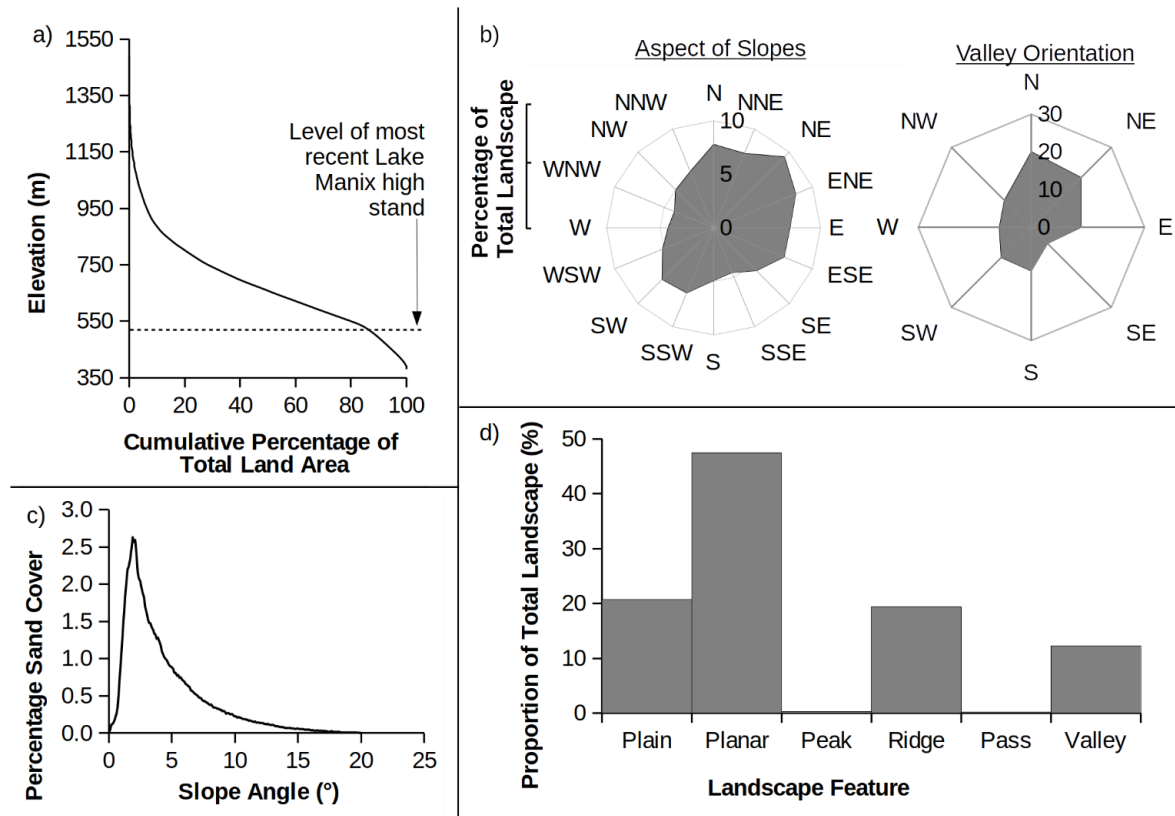 a)
1550
1350
1150
950
750
550
350
Elevation (m)
Level of most
recent Lake
Manix high
stand
0
20
40
60
80
100
Cumulative Percentage of
Total Land Area
b)
Aspect of Slopes
Percentage of
Total Landscape
N
NNE
NE
ENE
E
ESE
SE
SSE
S
SSW
SW
WSW
W
WNW
NW
NNW
10
5
0
Valley Orientation
N
NE
E
SE
S
SW
W
NW
30
20
10
0
c)
3.0
2.5
2.0
1.5
1.0
0.5
0.0
Percentage Sand Cover
0
5
10
15
20
25
Slope Angle (°)
d)
50
40
30
20
10
0
Proportion of Total Landscape (%)
Plain
Planar
Peak
Ridge
Pass
Valley
Landscape Feature